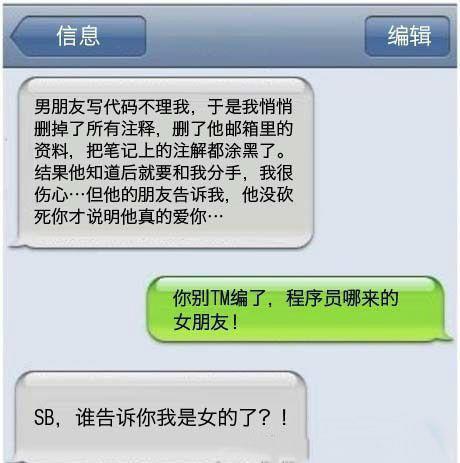 信息
编辑
男朋友写代码不理我，于是我悄悄
删掉了所有注释，删了他邮箱里的
资料，把笔记上的注解都涂黑了。
结果他知道后就要和我分手，我很
伤心…但他的朋友告诉我，他没砍
死你才说明他真的爱你…
你别TM编了，程序员哪来的
女朋友！
SB，谁告诉你我是女的了？！